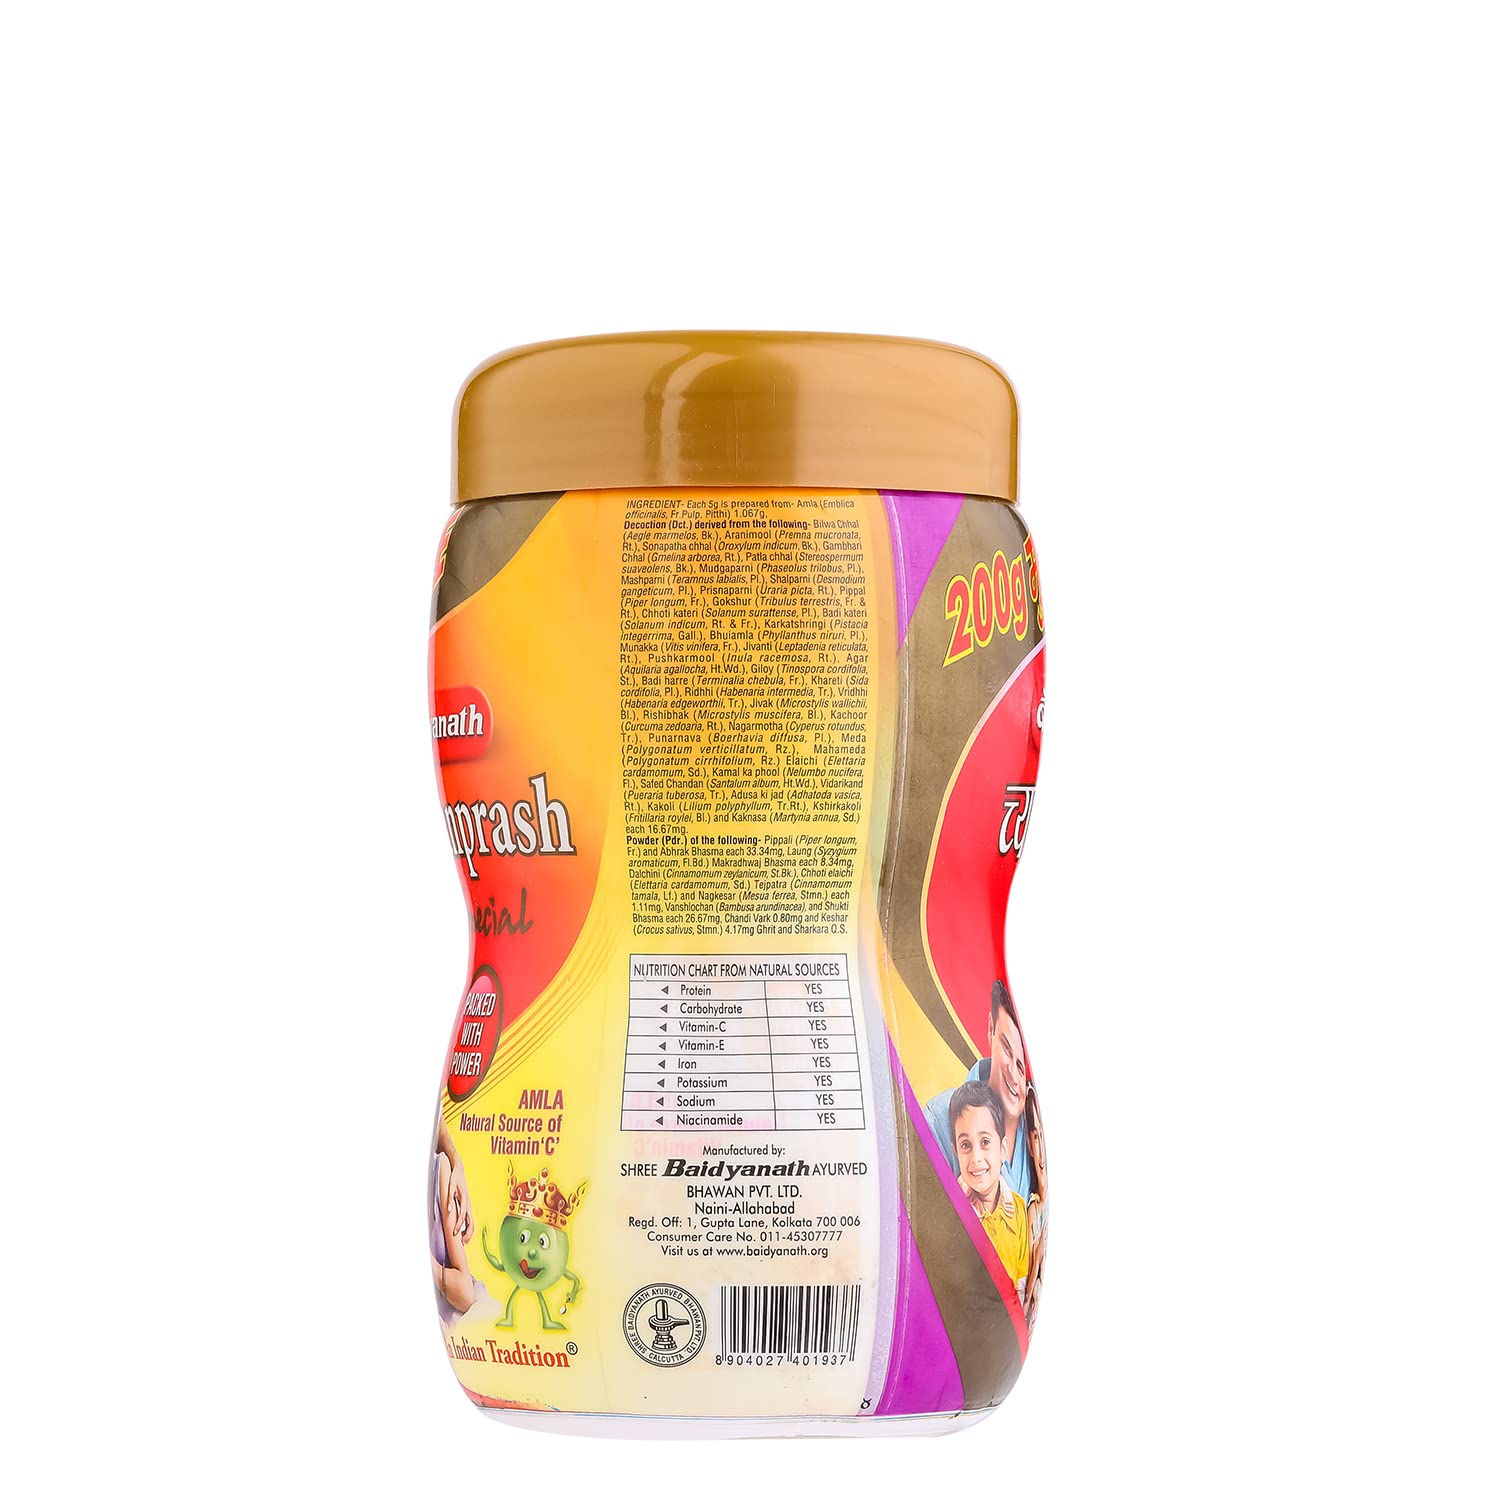 INGREDIENT- Each 5g is prepared from- Amla (Emblica
officinalis, Fr.Pulp. Pitthi) 1.067g,
Decoction (Dct.) derived from the following- Bilwa Chhal
(Aegle marmelos, Bk.), Aranimool (Premna mucronata,
Rt.), Sonapatha chhal (Oroxylum indicum, Bk.), Gambhari
Chhal (Gmelina arborea, Rt.), Patla chhal (Stereospermum
suaveolens, Bk.), Mudgaparni (Phaseolus trilobus, Pl.),
Mashparni (Teramnus labialis, Pl.), Shalparni (Desmodium
gangeticum, Pl.), Prisnaparni (Uraria picta, Rt.), Pippal
(Piper longum, Fr.), Gokshur (Tribulus terrestris, Fr. &
Rt.), Chhoti kateri (Solanum surattense, Pl.), Badi kateri
(Solanum indicum, Rt. & Fr.), Karkatshringi (Pistacia
integerrima, Gall.), Bhuiamla (Phyllanthus niruri, Pl.),
Munakka (Vitis vinifera, Fr.), Jivanti (Leptadenia reticulata,
Rt.), Pushkarmool (Inula racemosa, Rt.), Agar
(Aquilaria agallocha, Ht.Wd.), Giloy (Tinospora cordifolia,
St.), Badi harre (Terminalia chebula, Fr.), Khareti (Sida
cordifolia, Pl.), Ridhhi (Habenaria intermedia, Tr.), Vridhhi
(Habenaria edgeworthii, Tr.), Jivak (Microstylis wallichii,
Bl.), Rishibhak (Microstylis muscifera, Bl.), Kachoor
(Curcuma zedoaria, Rt.), Nagarmotha (Cyperus rotundus,
Tr.), Punarnava (Boerhavia diffusa, Pl.), Meda
(Polygonatum verticillatum, Rz.), Mahameda
(Polygonatum cirrhifolium, Rz.) Elaichi (Elettaria
cardamomum, Sd.), Kamal ka phool (Nelumbo nucifera,
Fl.), Safed Chandan (Santalum album, Ht.Wd.), Vidarikand
(Pueraria tuberosa, Tr.), Adusa ki jad (Adhatoda vasica,
Rt.), Kakoli (Lilium polyphyllum, Tr.Rt.), Kshirkakoli
(Fritillaria roylei, Bl.) and Kaknasa (Martynia annua, Sd.)
each 16.67mg.
Powder (Pdr.) of the following- Pippali (Piper longum,
Fr.) and Abhrak Bhasma each 33.34mg, Laung (Syzygium
aromaticum, Fl.Bd.) Makradhwaj Bhasma each 8.34mg,
Dalchini (Cinnamomum zeylanicum, St.Bk.), Chhoti elaichi
(Elettaria cardamomum, Sd.) Tejpatra (Cinnamomum
tamala, Lf.) and Nagkesar (Mesua ferrea, Stmn.) each
1.11mg, Vanshlochan (Bambusa arundinacea), and Shukti
Bhasma each 26.67mg, Chandi Vark 0.80mg and Keshar
(Crocus sativus, Stmn.) 4.17mg Ghrit and Sharkara Q.S.
NUTRITION CHART FROM NATURAL SOURCES
Protein YES
Carbohydrate YES
Vitamin-C YES
Vitamin-E YES
Iron YES
Potassium YES
Sodium YES
Niacinamide YES
Manufactured by:
SHREE Baidyanath AYURVED
BHAWAN PVT. LTD.
Naini-Allahabad
Regd. Off: 1, Gupta Lane, Kolkata 700 006
Consumer Care No. 011-45307777
Visit us at www.baidyanath.org
SHREE BAIDYANATH AYURVED BHAWAN PVT LTD
CALCUTTA
8 904027 401937
anath
nprash
ecial
PACKED
WITH
POWER
AMLA
Natural Source of
Vitamin 'C'
Indian Tradition®
200g